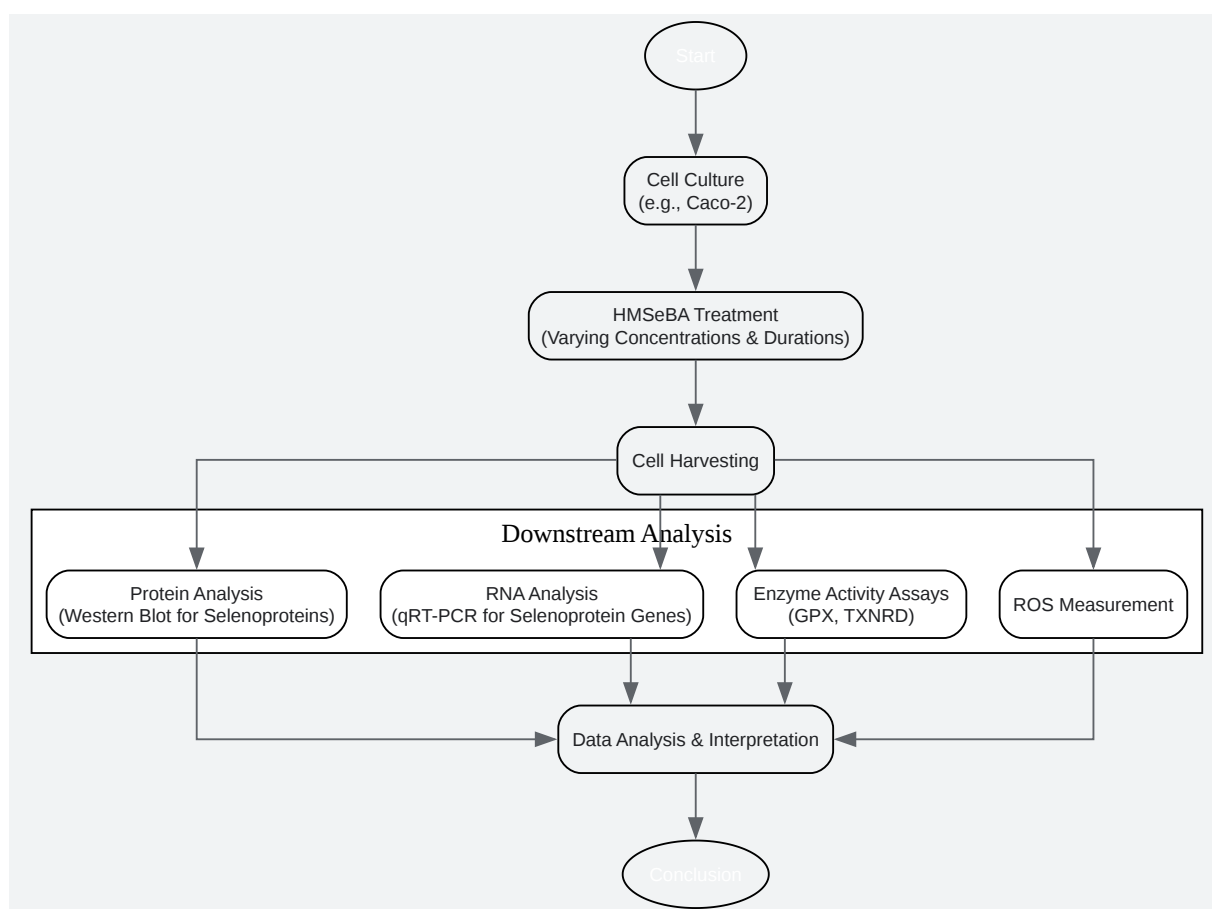 Start
Cell Culture
(e.g., Caco-2)
HMSeBA Treatment
(Varying Concentrations & Durations)
Cell Harvesting
Downstream Analysis
Protein Analysis
(Western Blot for Selenoproteins)
RNA Analysis
(qRT-PCR for Selenoprotein Genes)
Enzyme Activity Assays
(GPX, TXNRD)
ROS Measurement
Data Analysis & Interpretation
Conclusion